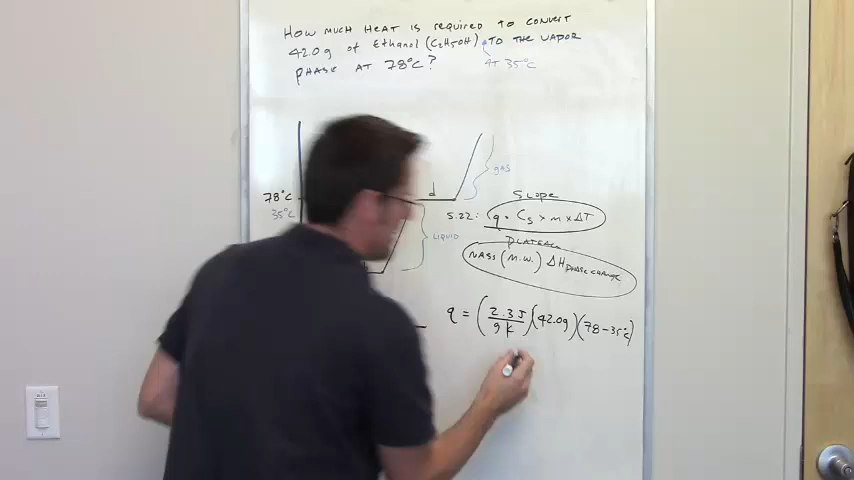 How much heat is required to convert
42.0 g of Ethanol (C2H5OH) to the vapor
phase at 78°C? at 35°C
gas
d
78°C
35°C
Slope
5.22: q = Cs x m x ΔT
liquid
Plateau
Mass (M.W.) ΔH phase change
q = (2.3 J / g K) (42.0g) (78-35°C)